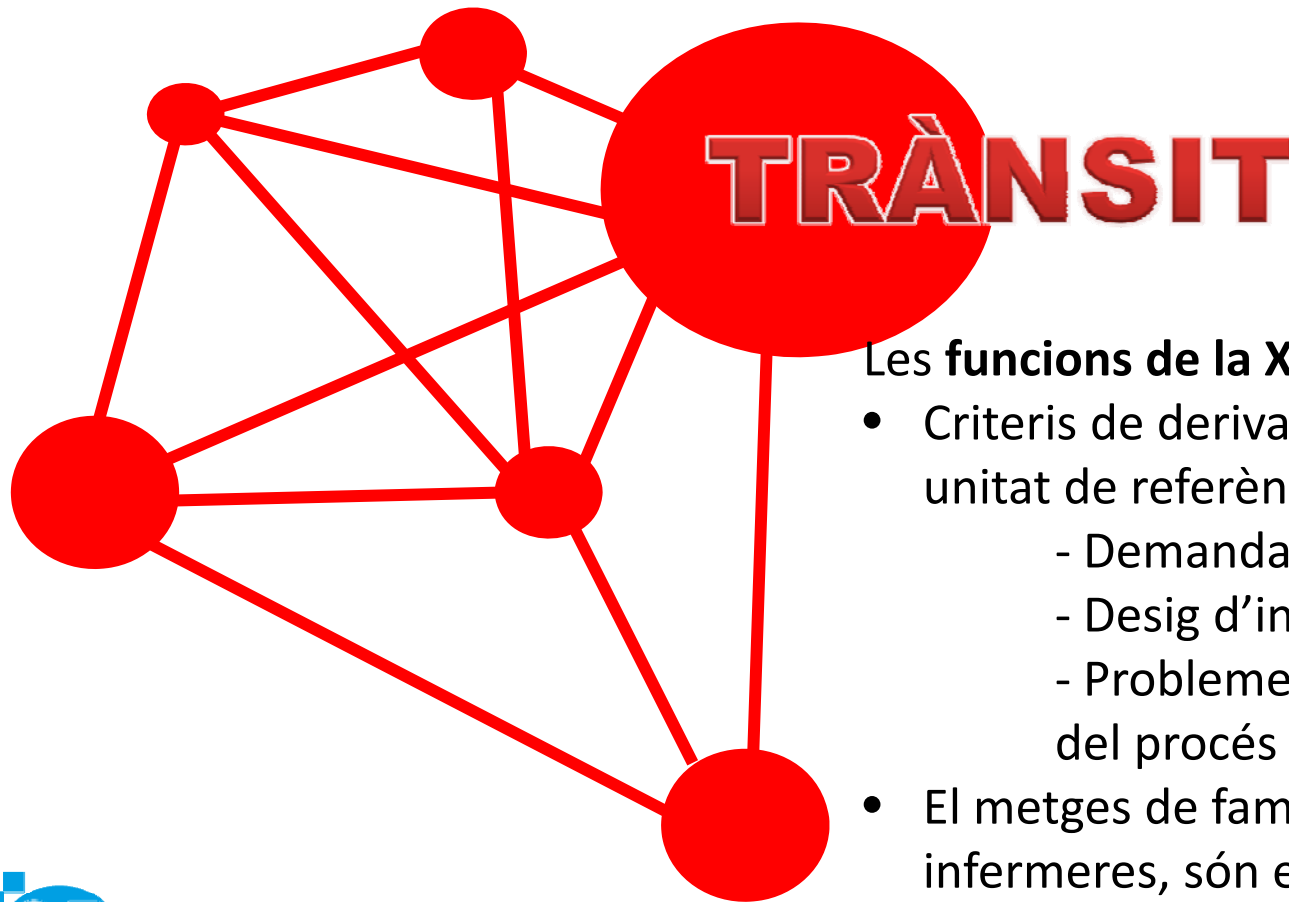 TRÀNSIT
Les funcions de la X
• Criteris de deriva
unitat de referèn
- Demanda
- Desig d’in
- Probleme
del procés
• El metges de fam
infermeres, són e